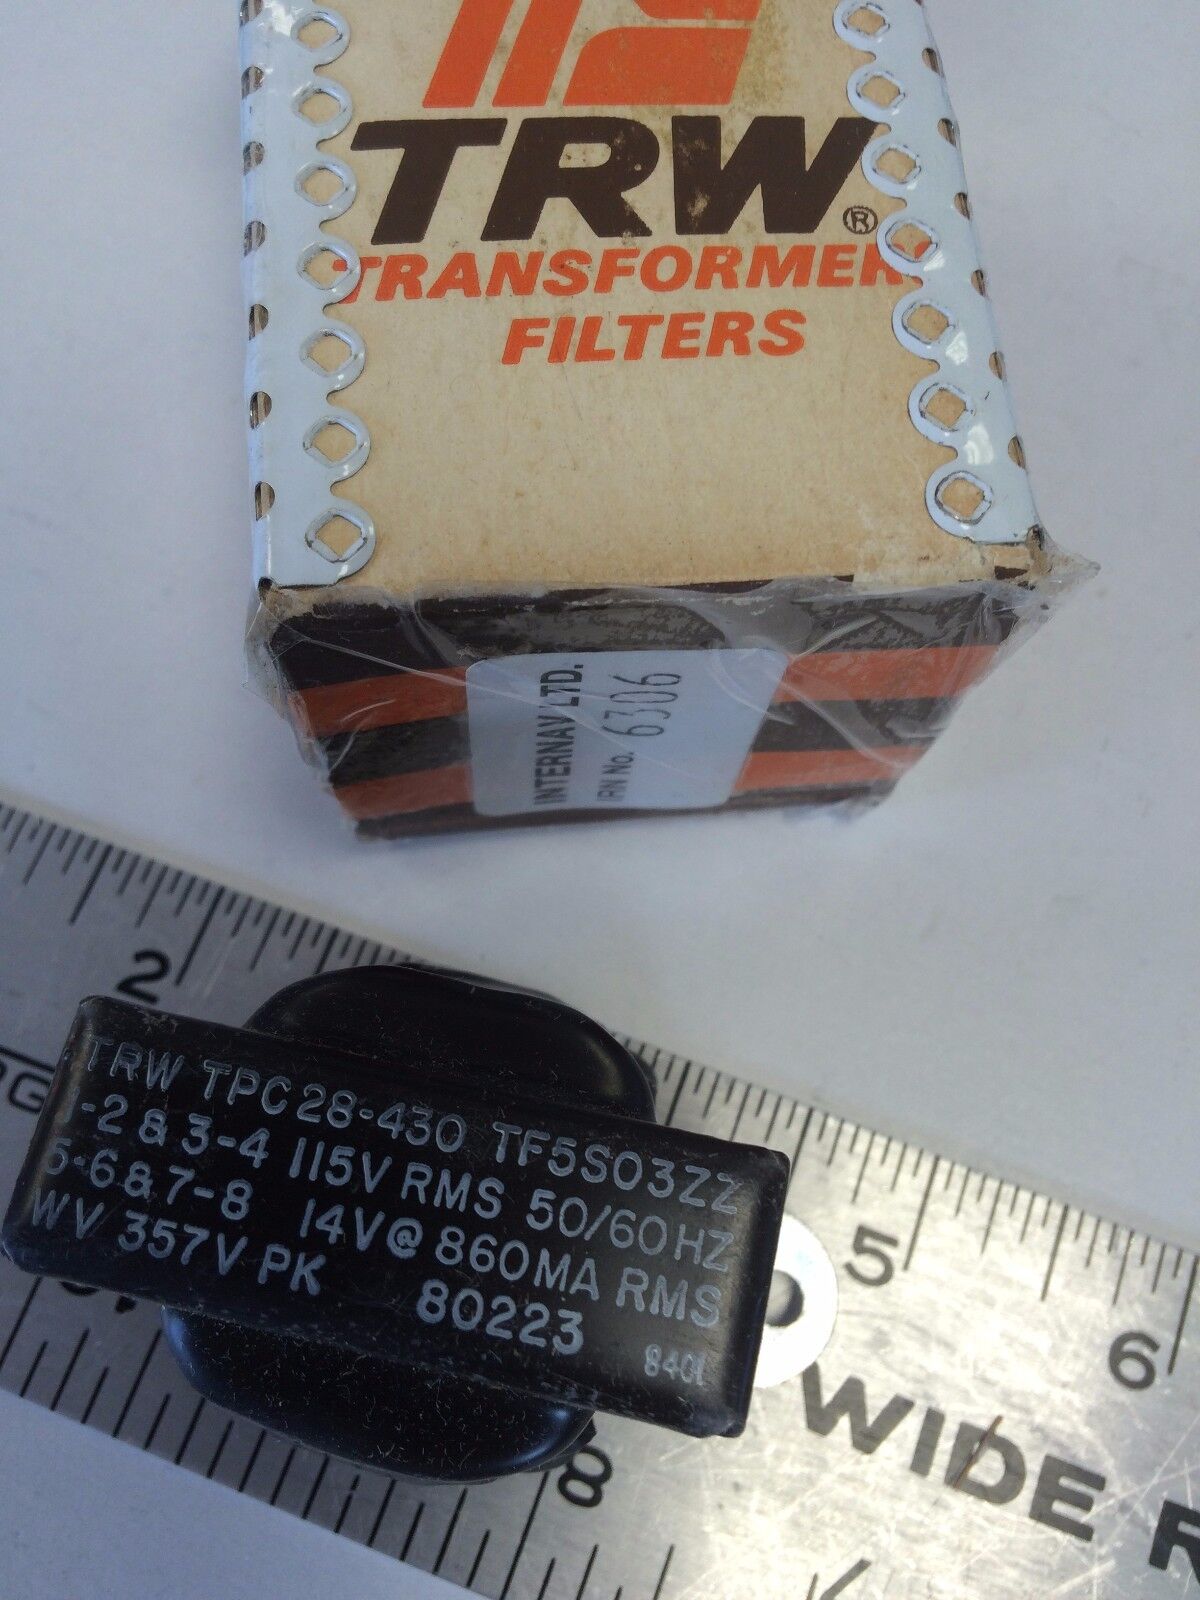 TRW®
TRANSFORMER
FILTERS
INTERNAV LTD.
IRN No. 6306
2
TRW TPC28-430 TF5S03ZZ
-2&3-4 115V RMS 50/60HZ
5-6&7-8 14V@860MA RMS
WV 357V PK 80223
8401
5
6
8
WIDE R